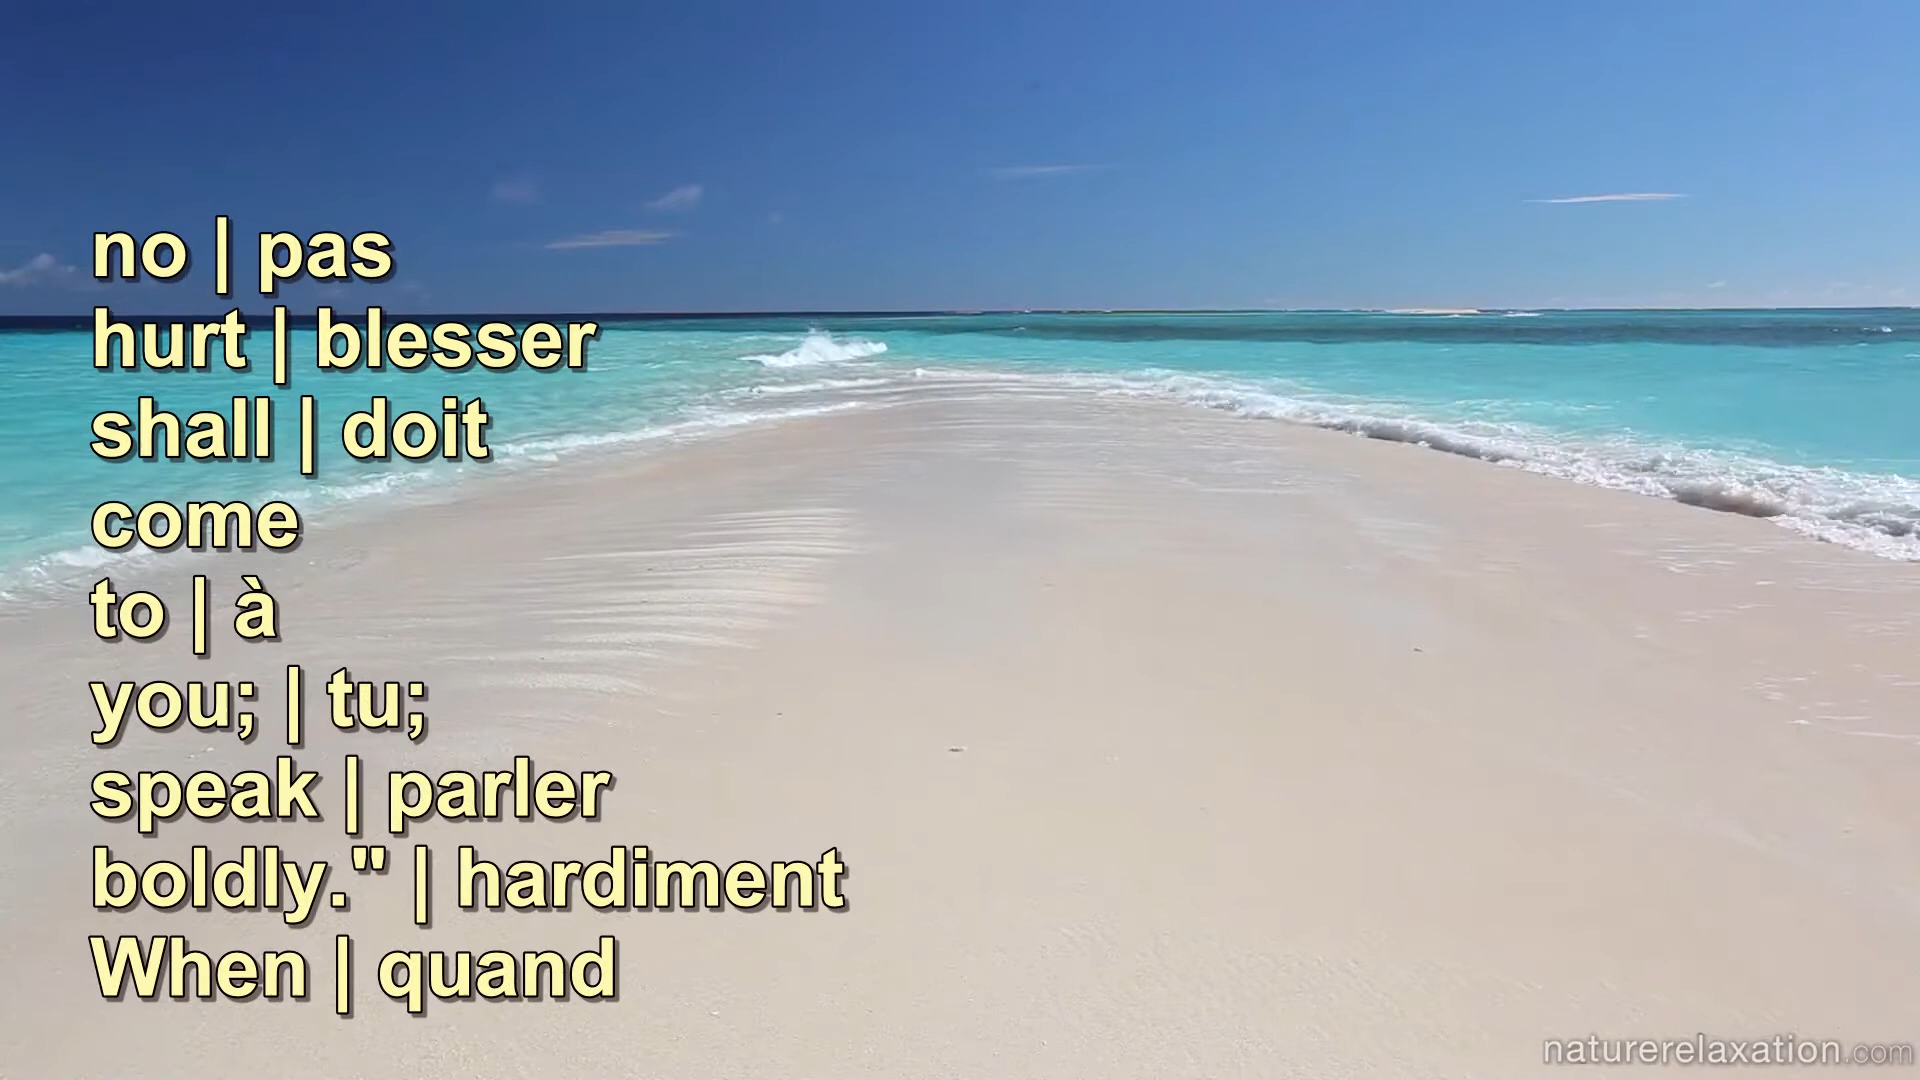 no | pas
hurt | blesser
shall | doit
come
to | à
you; | tu;
speak | parler
boldly." | hardiment
When | quand
naturerelaxation.com